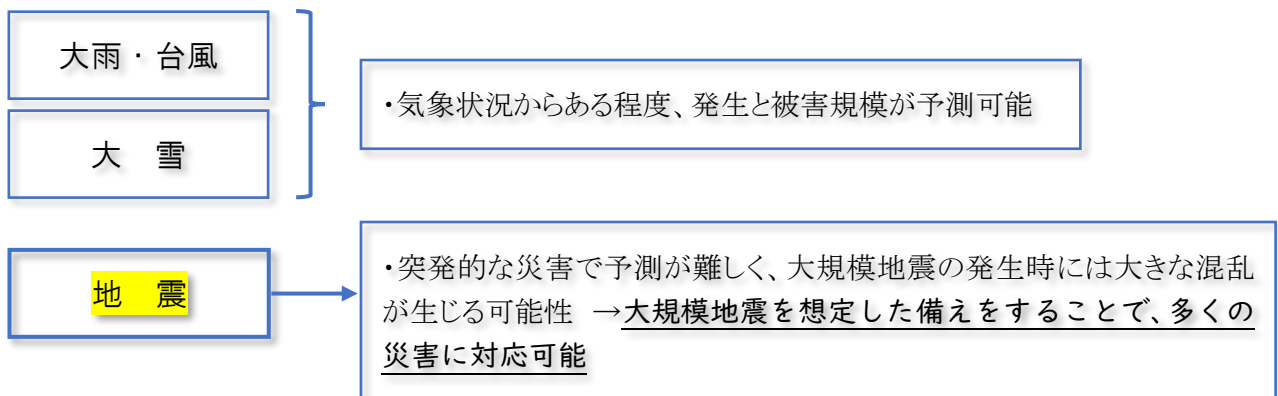 大雨・台風
・気象状況からある程度、発生と被害規模が予測可能
大　雪
地　震
・突発的な災害で予測が難しく、大規模地震の発生時には大きな混乱
が生じる可能性　→大規模地震を想定した備えをすることで、多くの
災害に対応可能